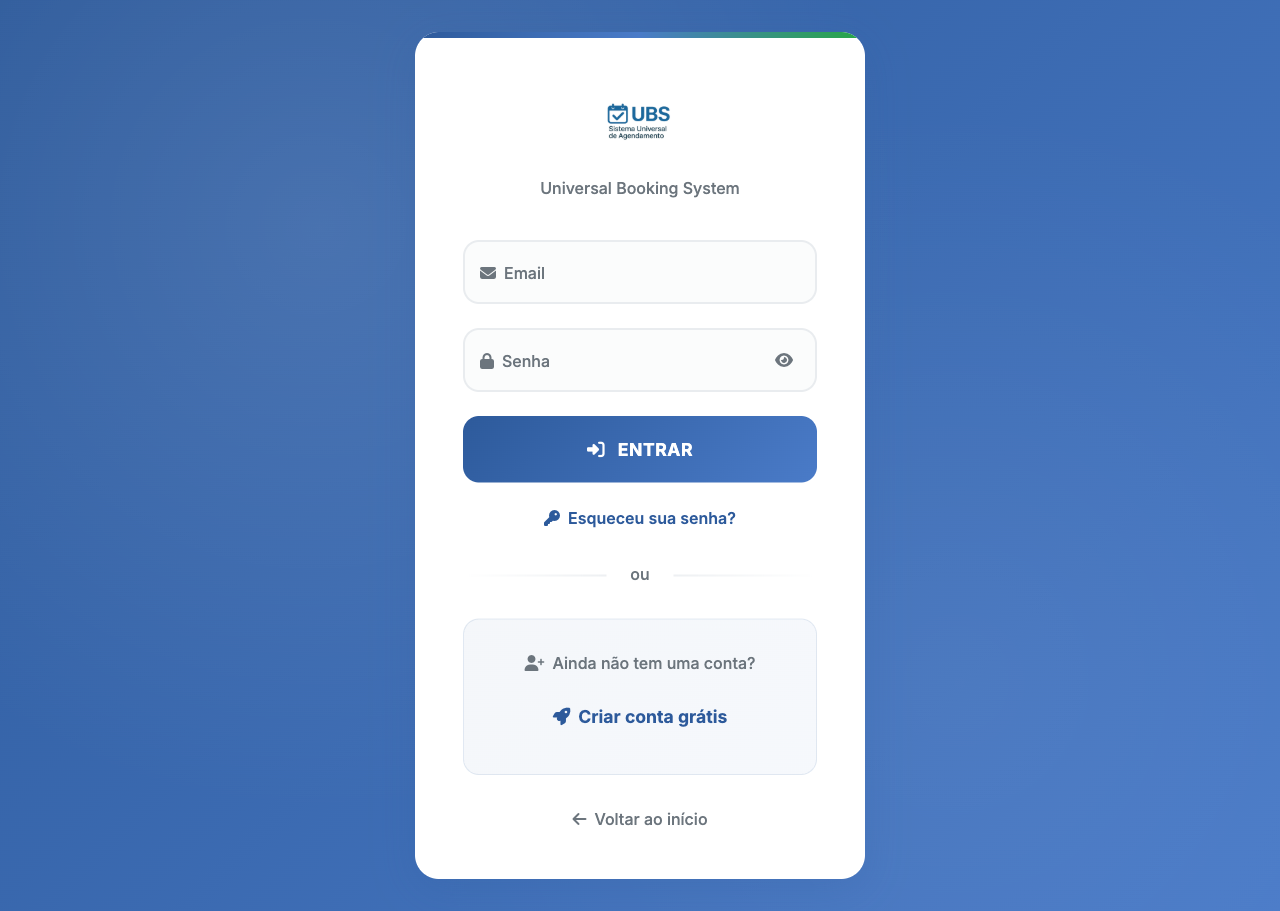 UBS
Sistema Universal
de Agendamento
Universal Booking System
Email
Senha
ENTRAR
Esqueceu sua senha?
ou
Ainda não tem uma conta?
Criar conta grátis
Voltar ao início